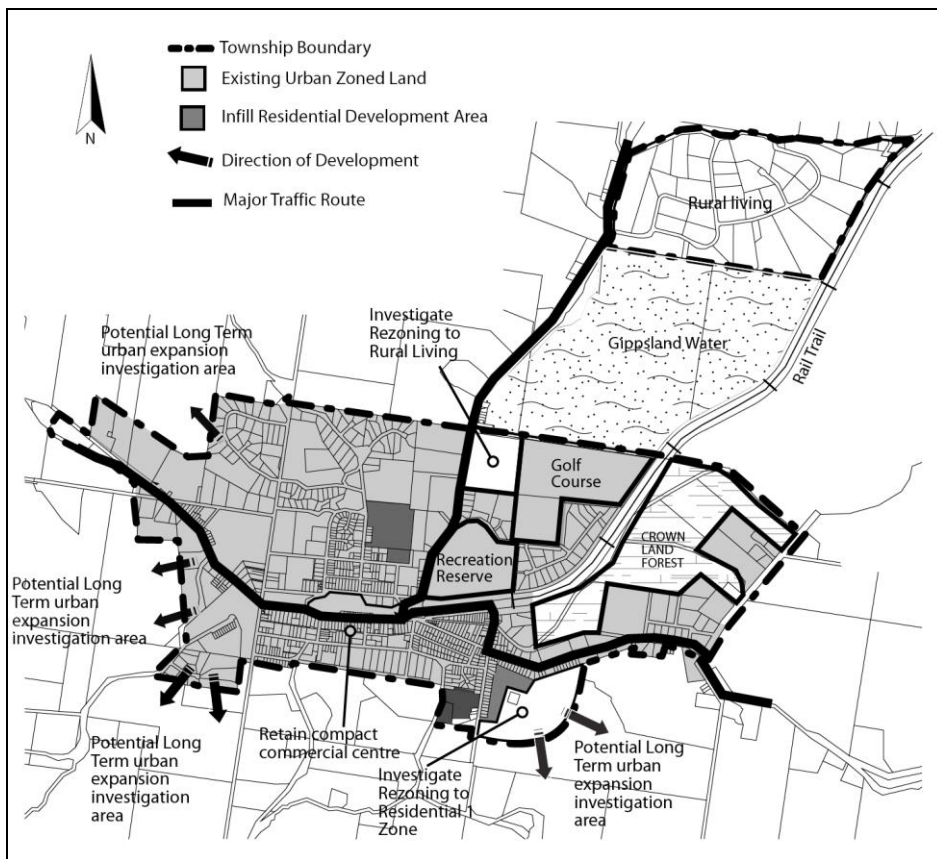 Township Boundary
Existing Urban Zoned Land
Infill Residential Development Area
Direction of Development
Major Traffic Route
N
Rural living
Investigate
Rezoning to
Rural Living
Gippsland Water
Rail Trail
Potential Long Term
urban expansion
investigation area
Golf
Course
CROWN
LAND
FOREST
Recreation
Reserve
Potential Long
Term urban
expansion
investigation area
Retain compact
commercial centre
Potential Long
Term urban
expansion
investigation
area
Investigate
Rezoning to
Residential 1
Zone
Potential Long
Term urban
expansion
investigation
area